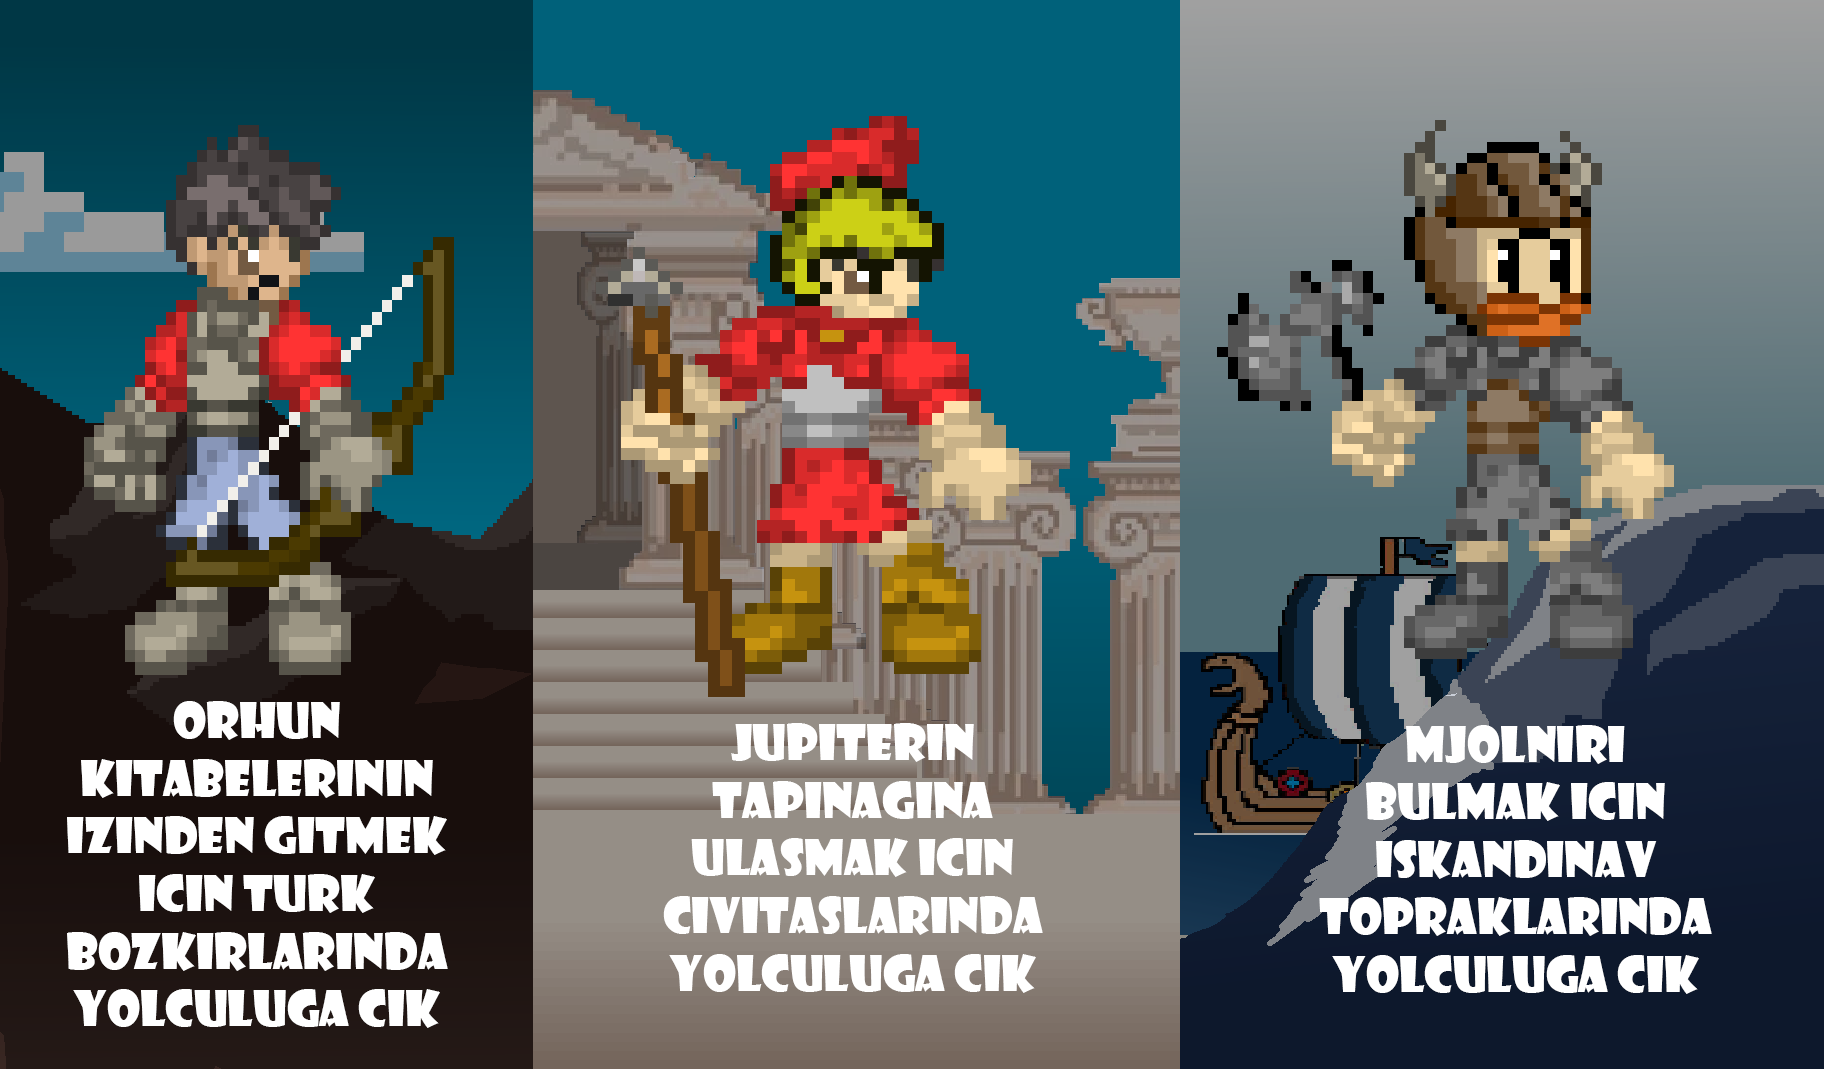 ORHUN
KITABELERININ
IZINDEN GITMEK
ICIN TURK
BOZKIRLARINDA
YOLCULUGA CIK
JUPITERIN
TAPINAGINA
ULASMAK ICIN
CIVITASLARINDA
YOLCULUGA CIK
MJOLNIRI
BULMAK ICIN
ISKANDINAV
TOPRAKLARINDA
YOLCULUGA CIK